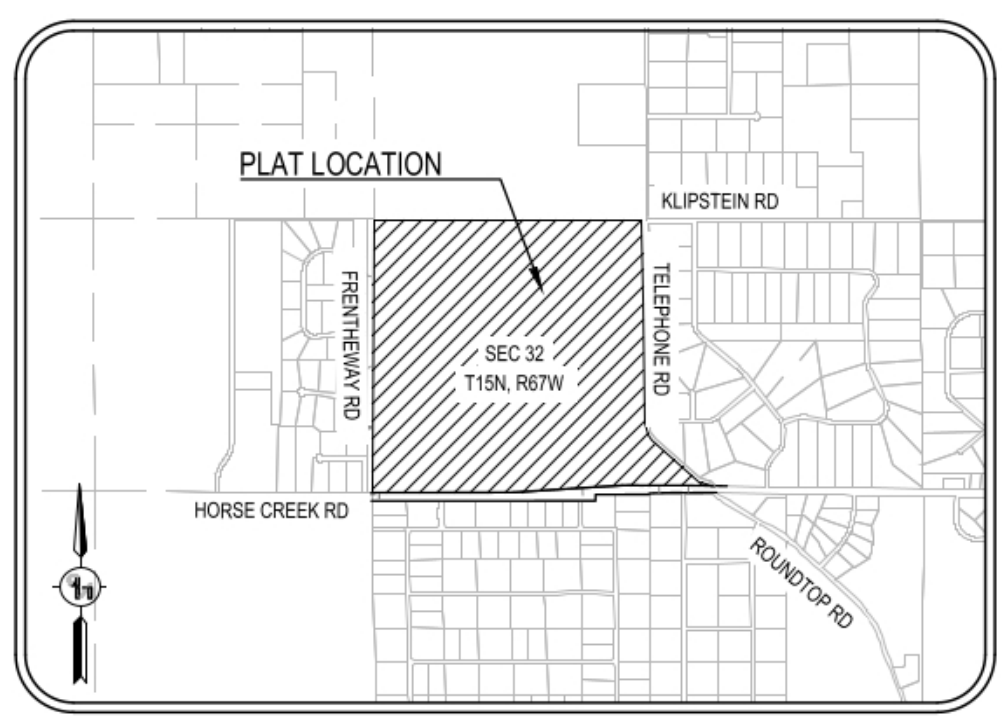 PLAT LOCATION
KLIPSTEIN RD
FRENTHEWAY RD
TELEPHONE RD
SEC 32
T15N, R67W
HORSE CREEK RD
ROUNDTOP RD